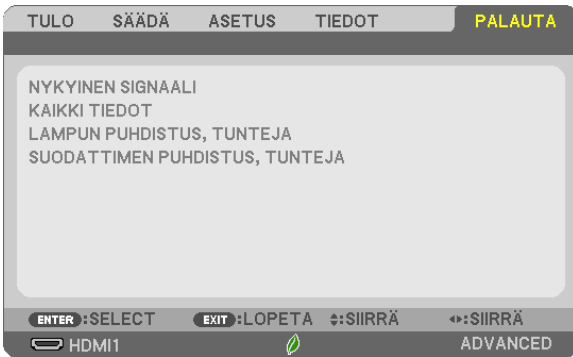 TULO SÄÄDÄ ASETUS TIEDOT PALAUTA
NYKYINEN SIGNAALI
KAIKKI TIEDOT
LAMPUN PUHDISTUS, TUNTEJA
SUODATTIMEN PUHDISTUS, TUNTEJA
ENTER :SELECT EXIT :LOPETA :SIIRRÄ :SIIRRÄ
HDMI1 ADVANCED